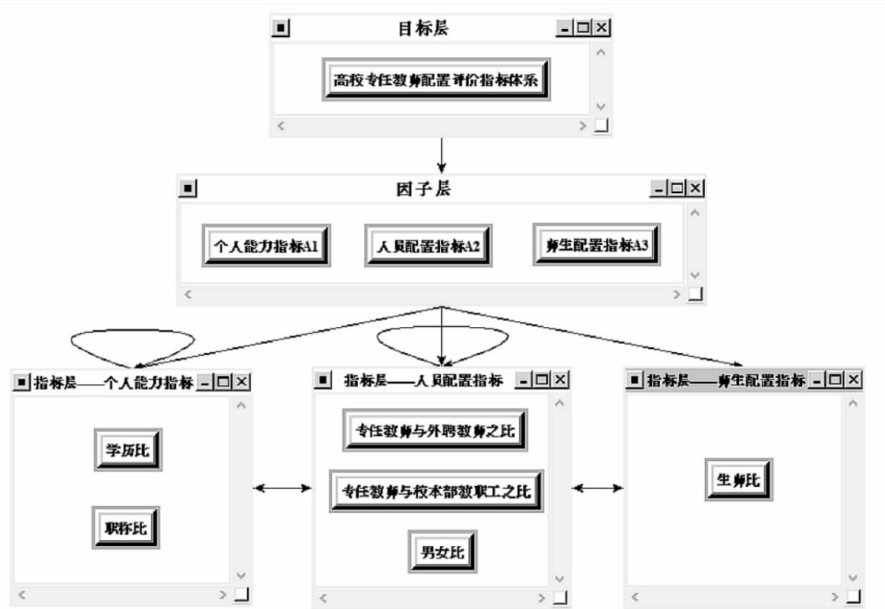 目标层
高校专任教师配置评价指标体系
因子层
个人能力指标A1
人员配置指标A2
师生配置指标A3
指标层——个人能力指标
学历比
职称比
指标层——人员配置指标
专任教师与外聘教师之比
专任教师与校本部教职工之比
男女比
指标层——师生配置指标
生师比